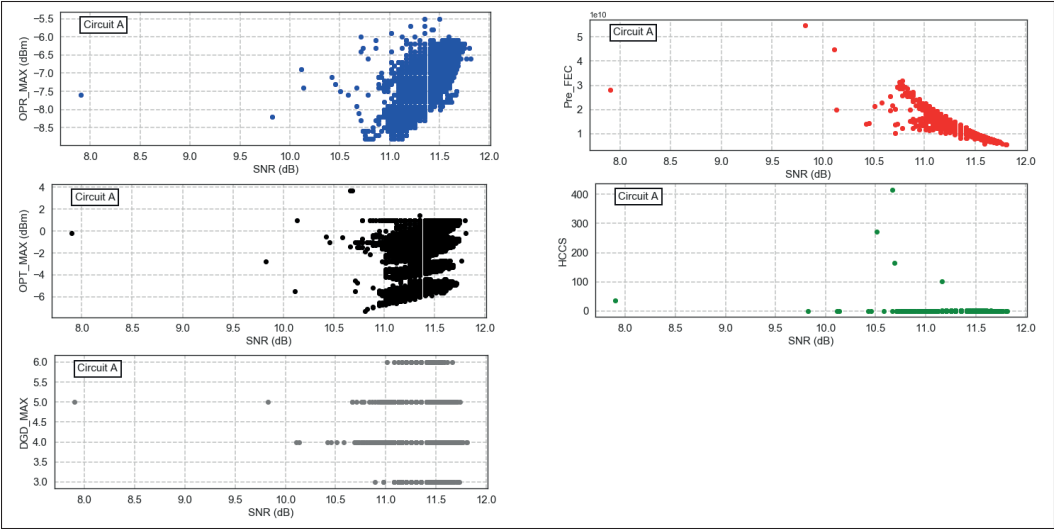 Circuit A
OPR_MAX (dBm)
−5.5
−6.0
−6.5
−7.0
−7.5
−8.0
−8.5
8.0 8.5 9.0 9.5 10.0 10.5 11.0 11.5 12.0
SNR (dB)
1e10
Circuit A
Pre_FEC
5
4
3
2
1
8.0 8.5 9.0 9.5 10.0 10.5 11.0 11.5 12.0
SNR (dB)
Circuit A
OPT_MAX (dBm)
4
2
0
−2
−4
−6
8.0 8.5 9.0 9.5 10.0 10.5 11.0 11.5 12.0
SNR (dB)
Circuit A
HCCS
400
300
200
100
0
8.0 8.5 9.0 9.5 10.0 10.5 11.0 11.5 12.0
SNR (dB)
Circuit A
DGD_MAX
6.0
5.5
5.0
4.5
4.0
3.5
3.0
8.0 8.5 9.0 9.5 10.0 10.5 11.0 11.5 12.0
SNR (dB)